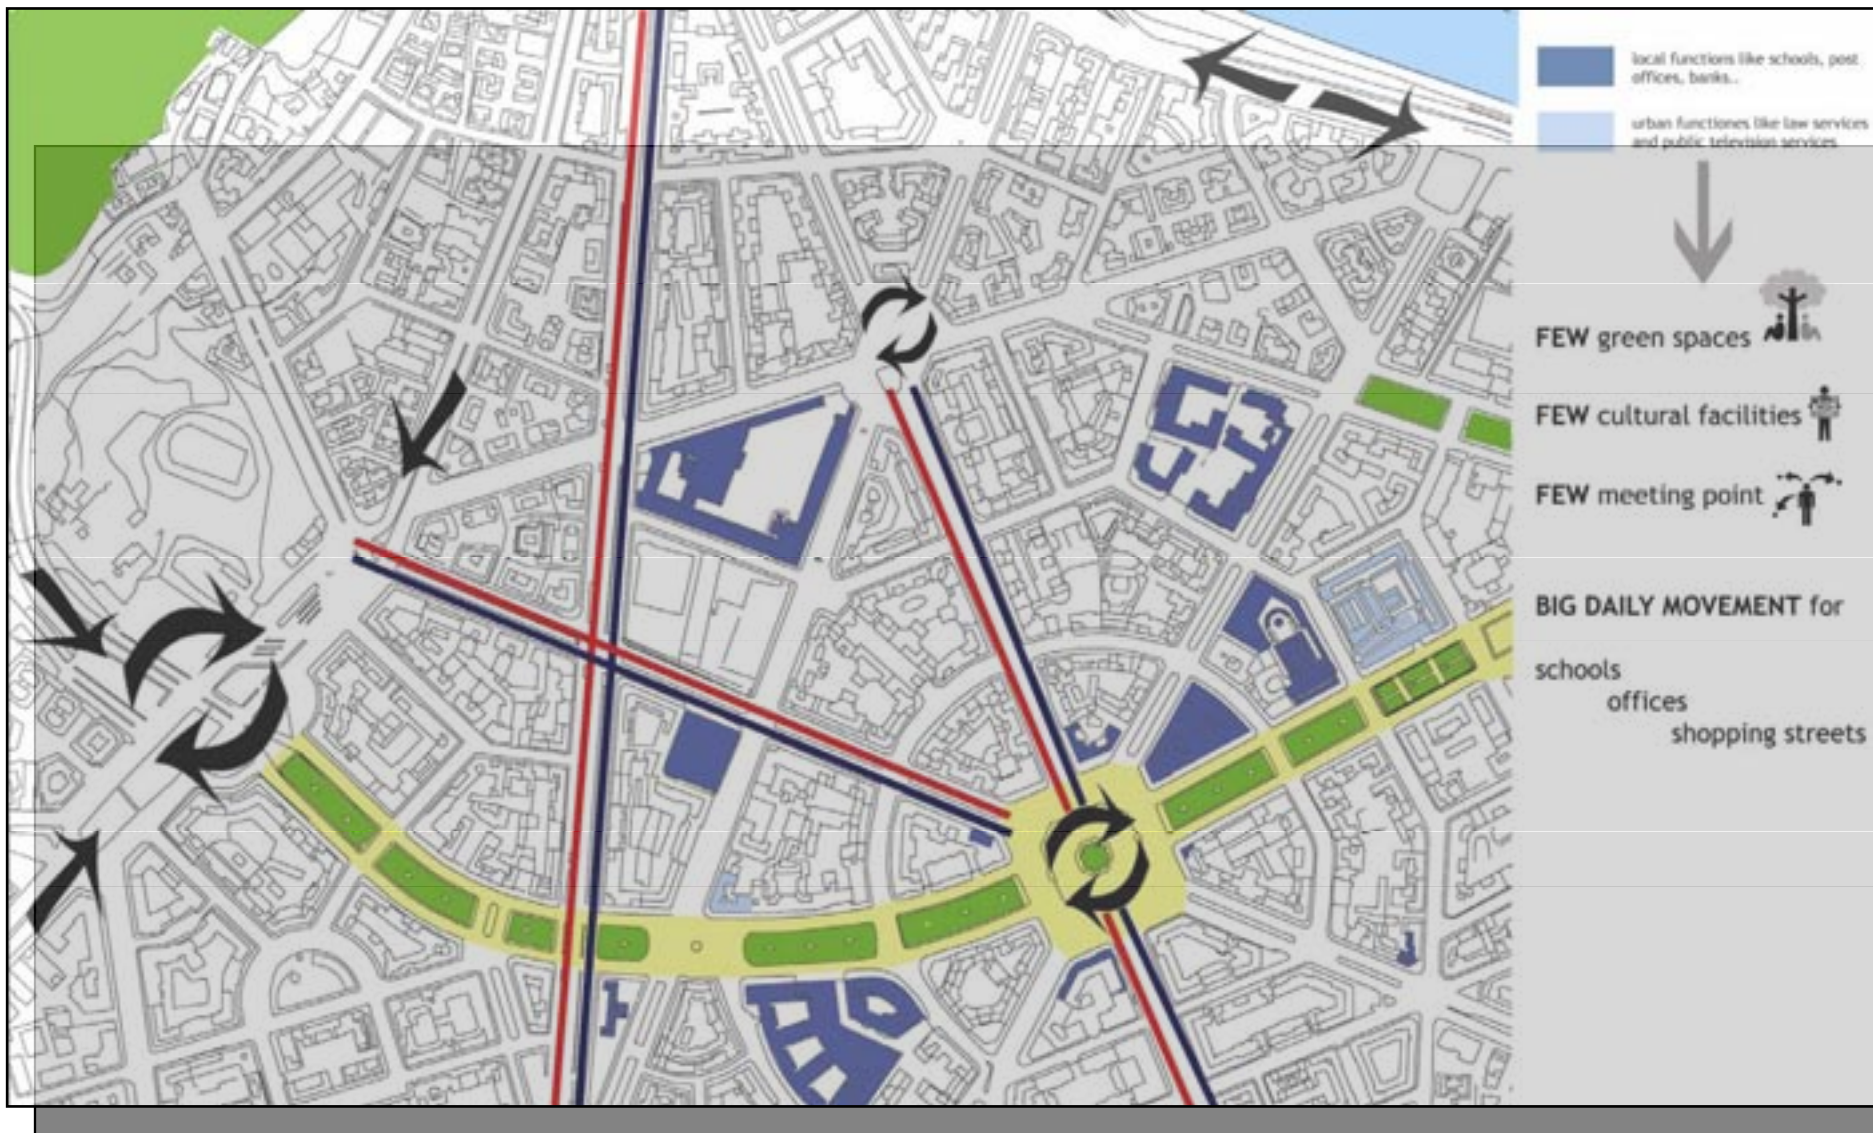 local functions like schools, post
offices, banks..
urban functiones like law services
and public television services
FEW green spaces
FEW cultural facilities
FEW meeting point
BIG DAILY MOVEMENT for
schools
offices
shopping streets